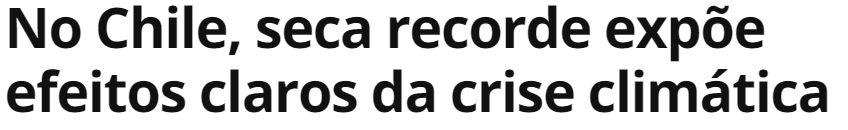 No Chile, seca recorde expõe
efeitos claros da crise climática